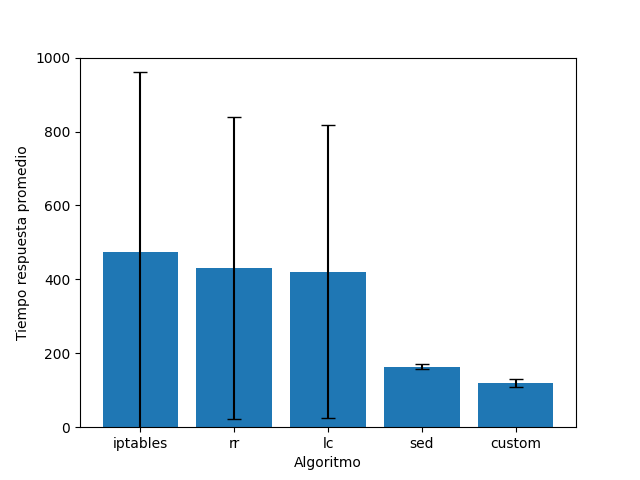 1000
800
600
400
200
0
Tiempo respuesta promedio
iptables rr lc sed custom
Algoritmo